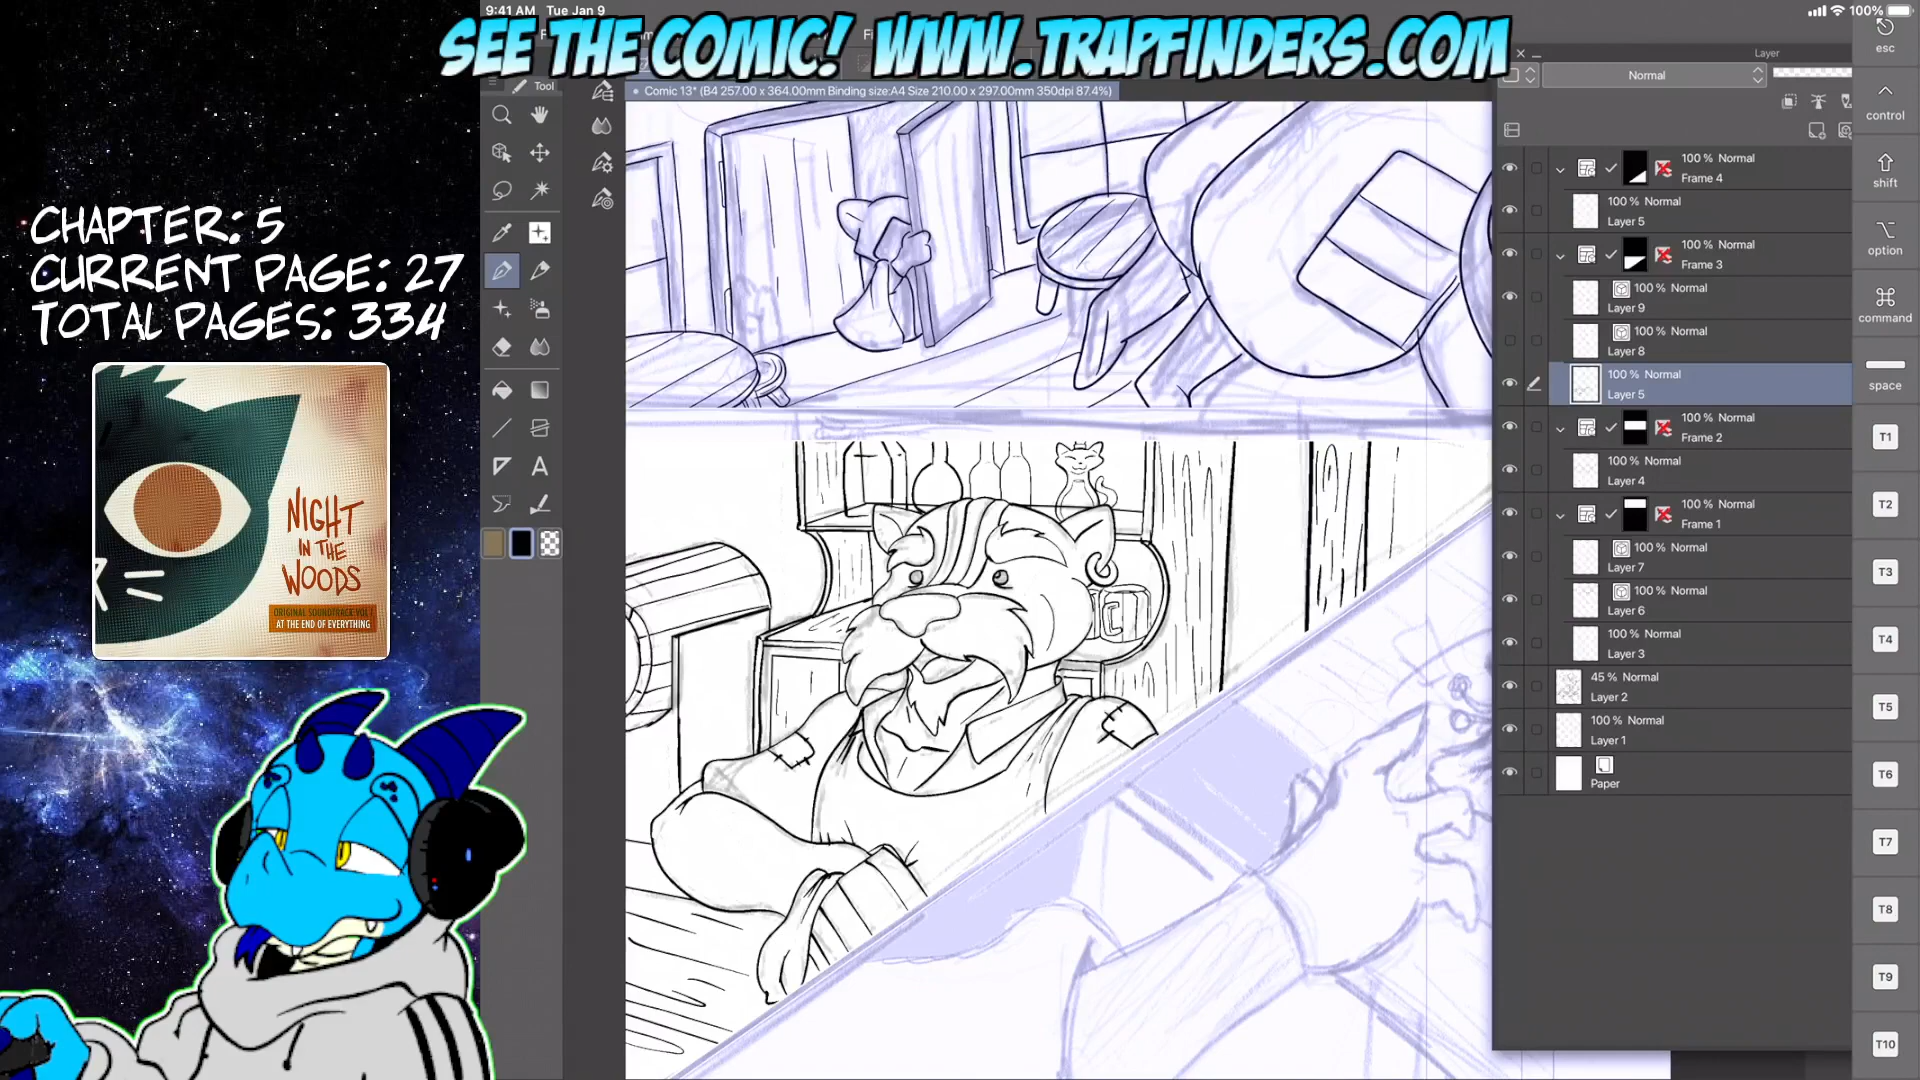 9:41 AM Tue Jan 9
100%
SEE THE COMIC! WWW.TRAPFINDERS.COM
esc
Layer
Normal
Tool
Comic 13* (B4 257.00 x 364.00mm Binding size:A4 Size 210.00 x 297.00mm 350dpi 87.4%)
control
100 % Normal
Frame 4
shift
100 % Normal
Layer 5
CHAPTER: 5
CURRENT PAGE: 27
TOTAL PAGES: 334
option
100 % Normal
Frame 3
100 % Normal
Layer 9
command
100 % Normal
Layer 8
space
100 % Normal
Layer 5
100 % Normal
Frame 2
T1
100 % Normal
Layer 4
T2
100 % Normal
Frame 1
NIGHT
IN THE
WOODS
ORIGINAL SOUNDTRACK VOL 1
AT THE END OF EVERYTHING
100 % Normal
Layer 7
T3
100 % Normal
Layer 6
100 % Normal
Layer 3
T4
45 % Normal
Layer 2
T5
100 % Normal
Layer 1
T6
Paper
T7
T8
T9
T10